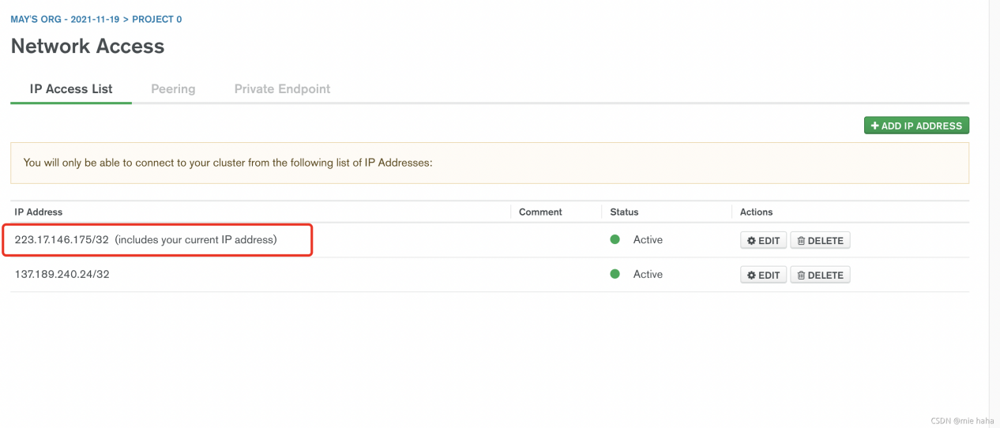 MAY'S ORG - 2021-11-19 > PROJECT 0
Network Access
IP Access List Peering Private Endpoint
ADD IP ADDRESS
You will only be able to connect to your cluster from the following list of IP Addresses:
IP Address Comment Status Actions
223.17.146.175/32 (includes your current IP address) Active EDIT DELETE
137.189.240.24/32 Active EDIT DELETE
CSDN @mie haha